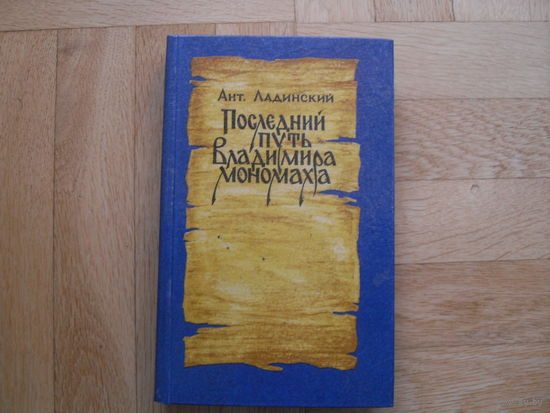 Ант. Ладинский
Последний
путь
Владимира
Мономаха